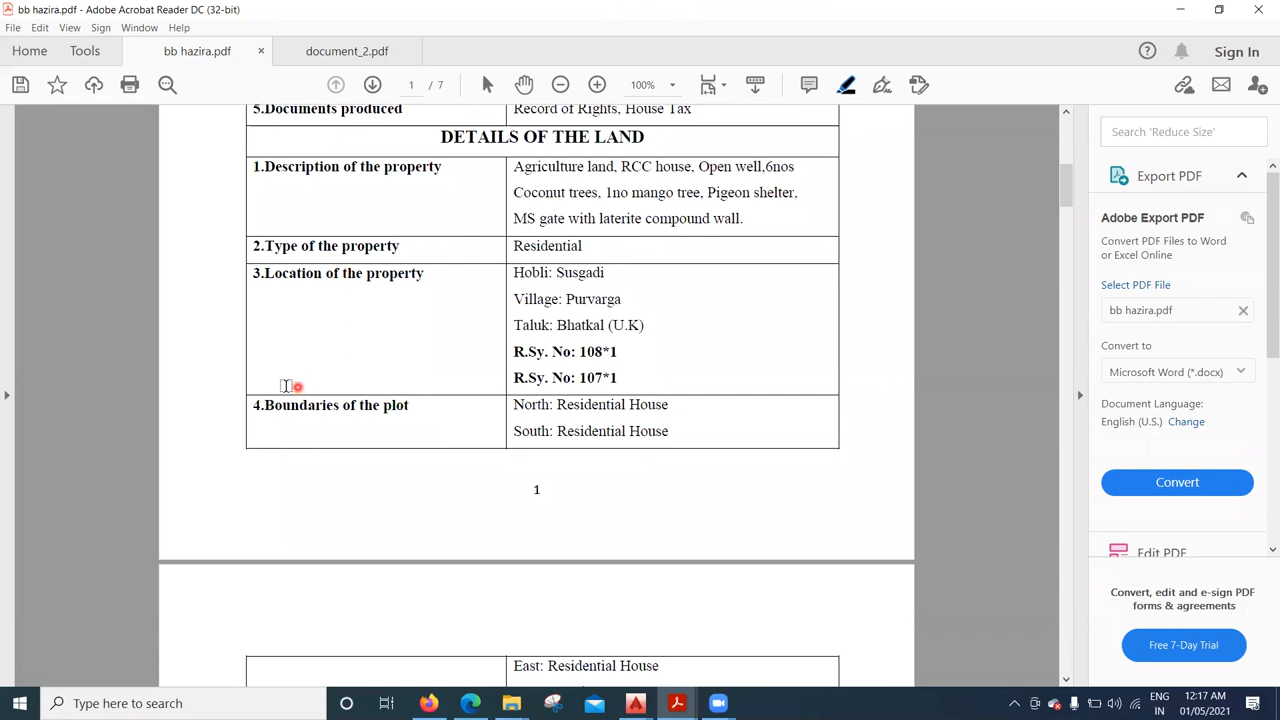 bb hazira.pdf - Adobe Acrobat Reader DC (32-bit)
File Edit View Sign Window Help
Home Tools bb hazira.pdf × document_2.pdf Sign In
1 / 7 100%
5.Documents produced Record of Rights, House Tax
DETAILS OF THE LAND
1.Description of the property Agriculture land, RCC house, Open well,6nos
Coconut trees, 1no mango tree, Pigeon shelter,
MS gate with laterite compound wall.
2.Type of the property Residential
3.Location of the property Hobli: Susgadi
Village: Purvarga
Taluk: Bhatkal (U.K)
R.Sy. No: 108*1
R.Sy. No: 107*1
4.Boundaries of the plot North: Residential House
South: Residential House
1
East: Residential House
Search 'Reduce Size'
Export PDF
Adobe Export PDF
Convert PDF Files to Word
or Excel Online
Select PDF File
bb hazira.pdf
Convert to
Microsoft Word (*.docx)
Document Language:
English (U.S.) Change
Convert
Edit PDF
Convert, edit and e-sign PDF
forms & agreements
Free 7-Day Trial
Type here to search
ENG
IN
12:17 AM
01/05/2021